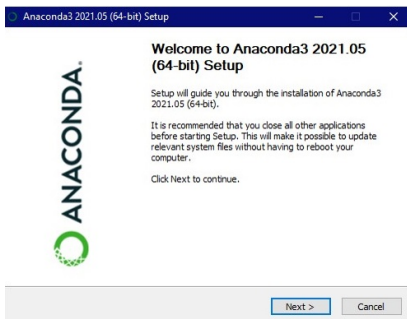 Anaconda3 2021.05 (64-bit) Setup
ANACONDA.
Welcome to Anaconda3 2021.05
(64-bit) Setup
Setup will guide you through the installation of Anaconda3
2021.05 (64-bit).
It is recommended that you close all other applications
before starting Setup. This will make it possible to update
relevant system files without having to reboot your
computer.
Click Next to continue.
Next >
Cancel